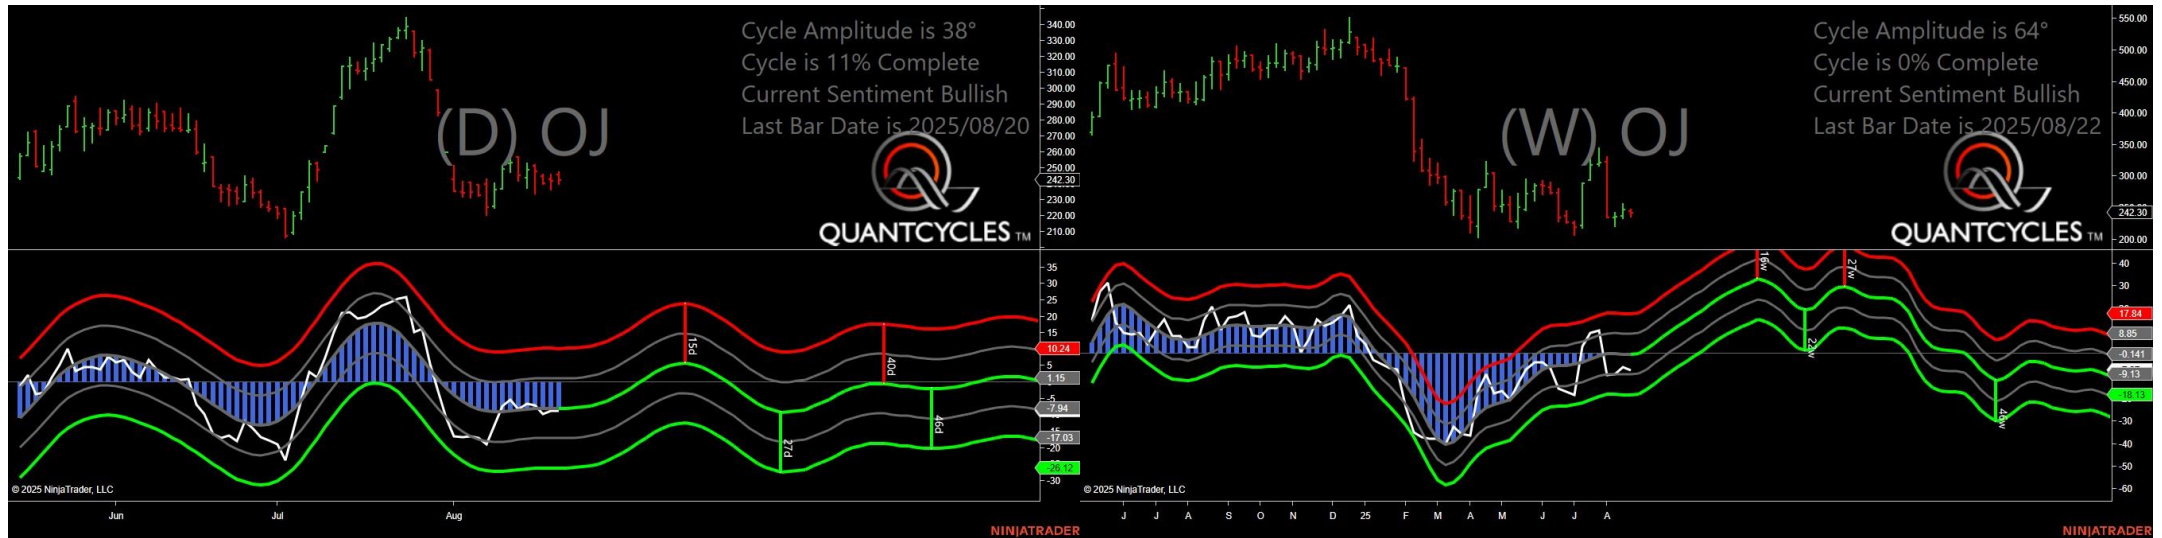 Cycle Amplitude is 38°
Cycle is 11% Complete
Current Sentiment Bullish
Last Bar Date is 2025/08/20
(D) OJ
QUANTCYCLES TM
340.00
330.00
320.00
310.00
300.00
290.00
280.00
270.00
260.00
250.00
242.30
230.00
220.00
210.00
35
30
25
20
15
10.24
5
1.15
-5
-7.94
-17.03
-20
-26.12
-30
15d
27d
40d
46d
© 2025 NinjaTrader, LLC
Jun Jul Aug
NINJATRADER
Cycle Amplitude is 64°
Cycle is 0% Complete
Current Sentiment Bullish
Last Bar Date is 2025/08/22
(W) OJ
QUANTCYCLES TM
550.00
500.00
450.00
400.00
350.00
300.00
242.30
200.00
40
30
17.84
8.85
-0.141
-9.13
-18.13
-30
-40
-50
-60
16w
22w
27w
© 2025 NinjaTrader, LLC
J J A S O N D 25 F M A M J J A
NINJATRADER